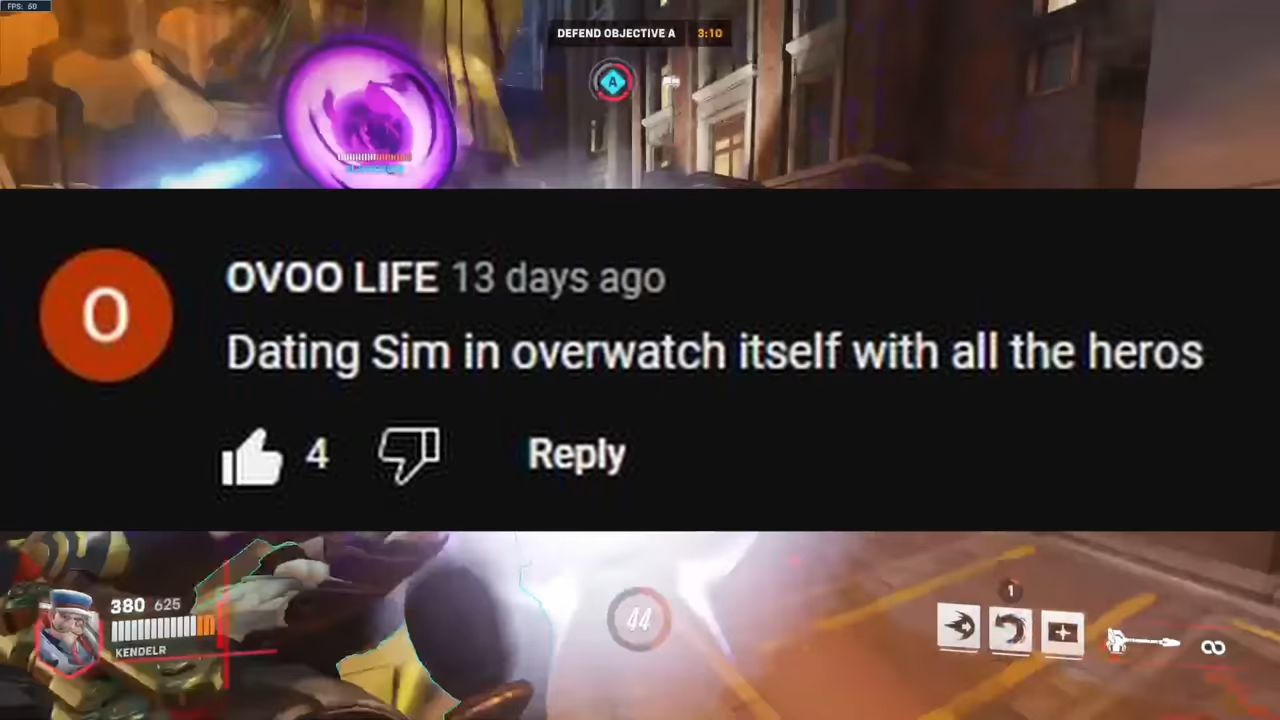 FPS: 50
DEFEND OBJECTIVE A 3:10
A
OVOO LIFE 13 days ago
O
Dating Sim in overwatch itself with all the heros
4 Reply
1
380 625
44
KENDELR
∞